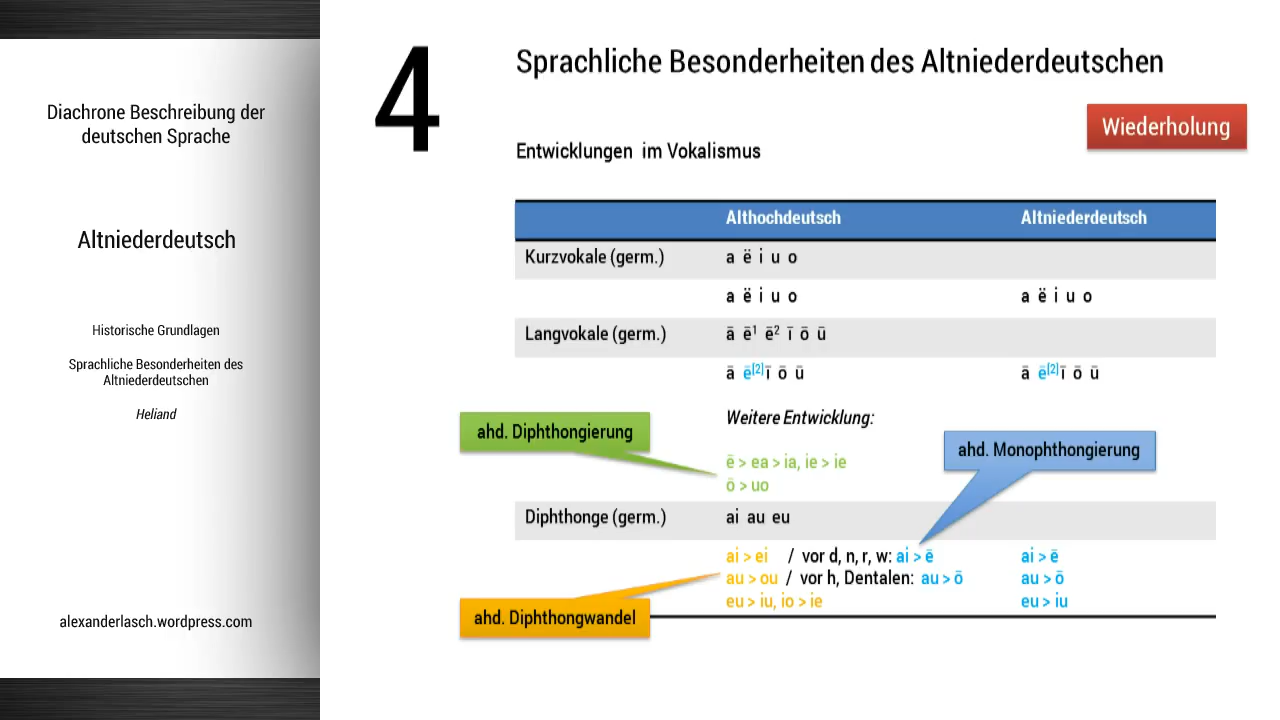 Diachrone Beschreibung der
deutschen Sprache
Altniederdeutsch
Historische Grundlagen
Sprachliche Besonderheiten des
Altniederdeutschen
Heliand
alexanderlasch.wordpress.com
4
Sprachliche Besonderheiten des Altniederdeutschen
Wiederholung
Entwicklungen im Vokalismus
Althochdeutsch Altniederdeutsch
Kurzvokale (germ.) a ë i u o
a ë i u o a ë i u o
Langvokale (germ.) ā ē¹ ē² ī ō ū
ā ē[2] ī ō ū ā ē[2] ī ō ū
Weitere Entwicklung:
ahd. Diphthongierung
ahd. Monophthongierung
ē > ea > ia, ie > ie
ō > uo
Diphthonge (germ.) ai au eu
ai > ei / vor d, n, r, w: ai > ē ai > ē
au > ou / vor h, Dentalen: au > ō au > ō
eu > iu, io > ie eu > iu
ahd. Diphthongwandel